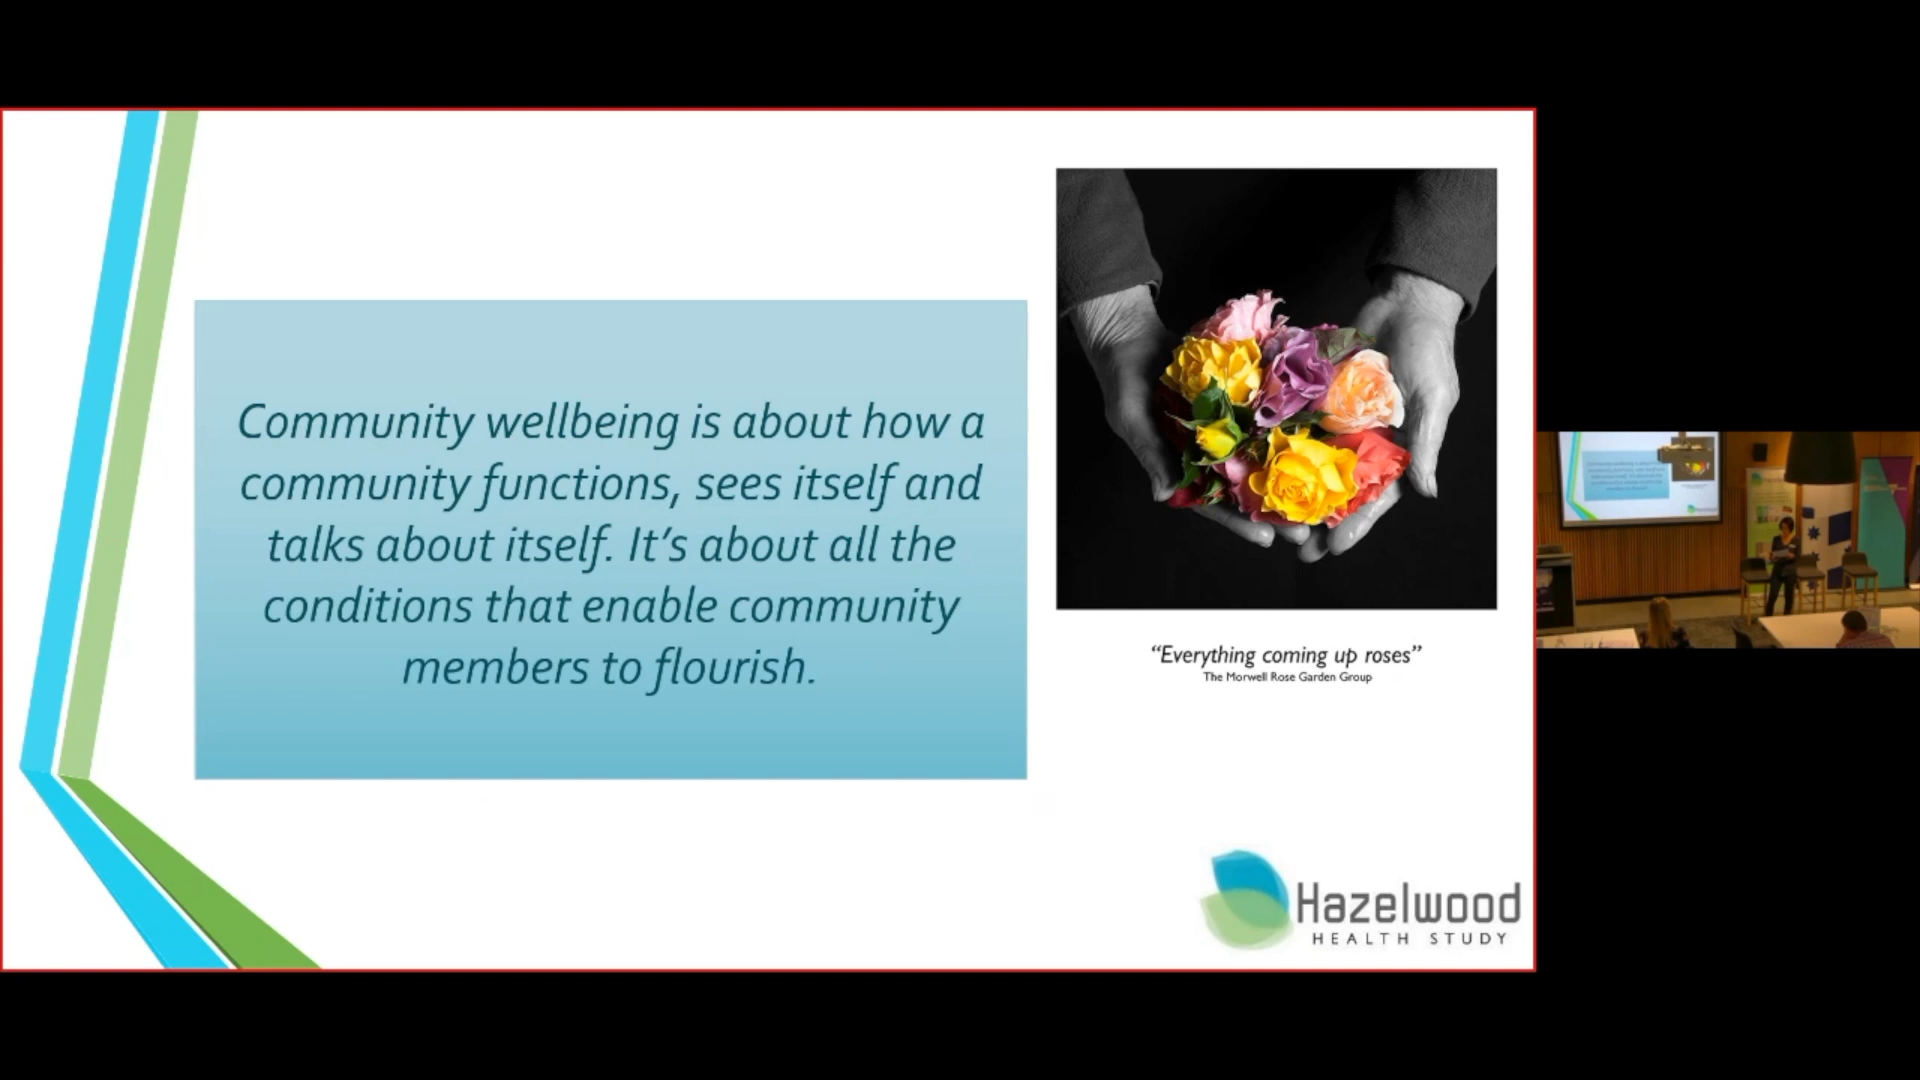 Community wellbeing is about how a
community functions, sees itself and
talks about itself. It’s about all the
conditions that enable community
members to flourish.
“Everything coming up roses”
The Morwell Rose Garden Group
Hazelwood
HEALTH STUDY